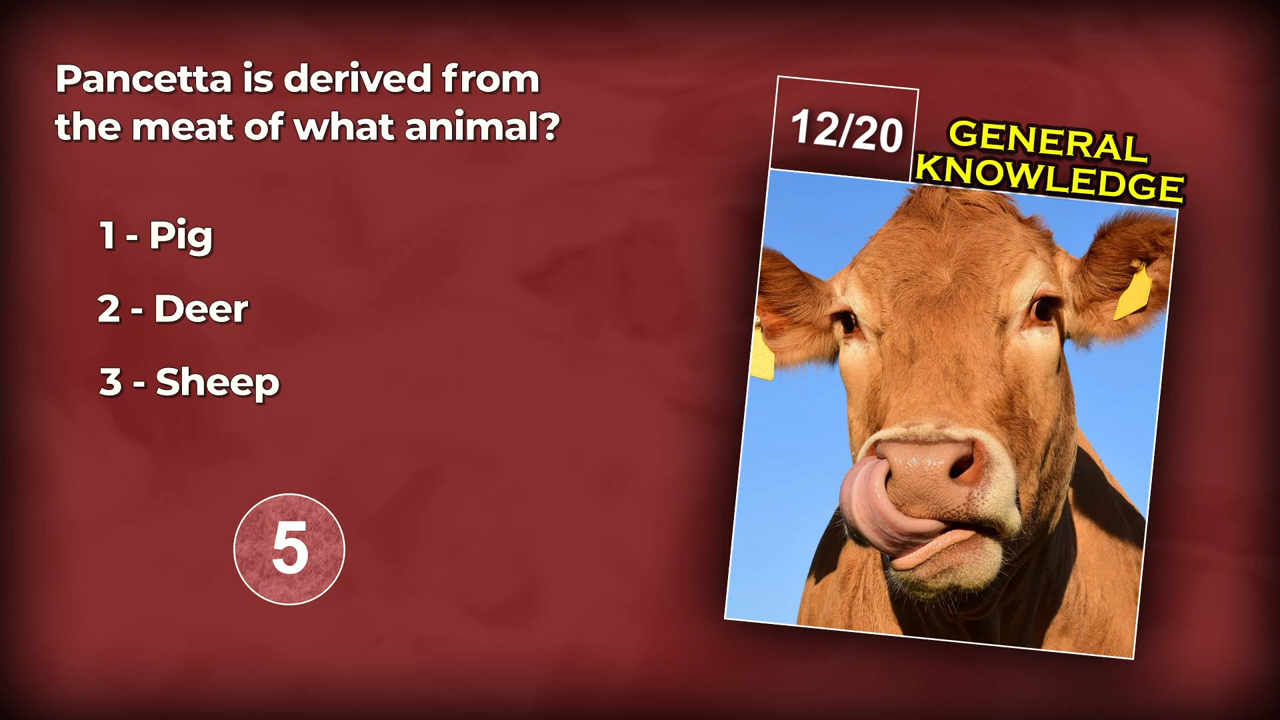 Pancetta is derived from
the meat of what animal?
1 - Pig
2 - Deer
3 - Sheep
5
12/20
GENERAL
KNOWLEDGE